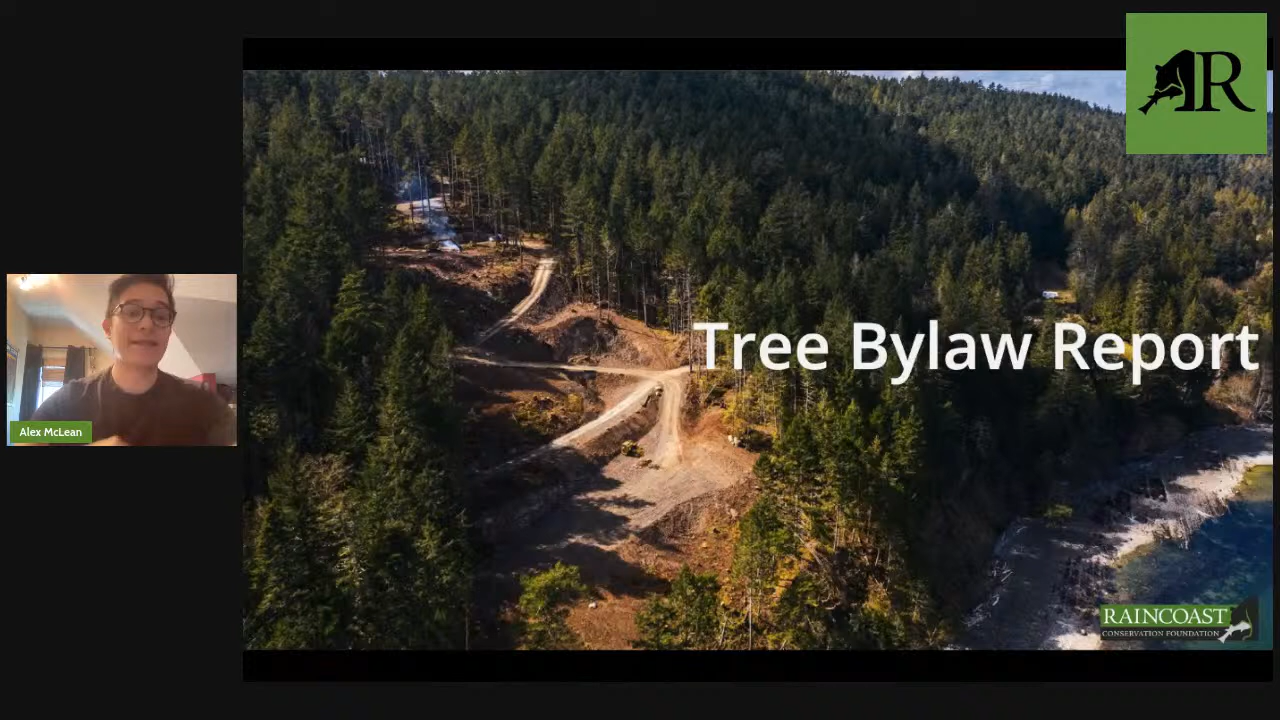 R
Tree Bylaw Report
Alex McLean
RAINCOAST
CONSERVATION FOUNDATION